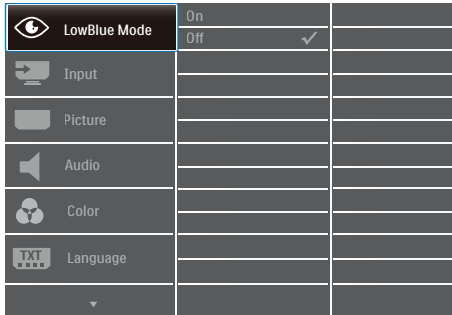 LowBlue Mode
On
Off
Input
Picture
Audio
Color
TXT
Language